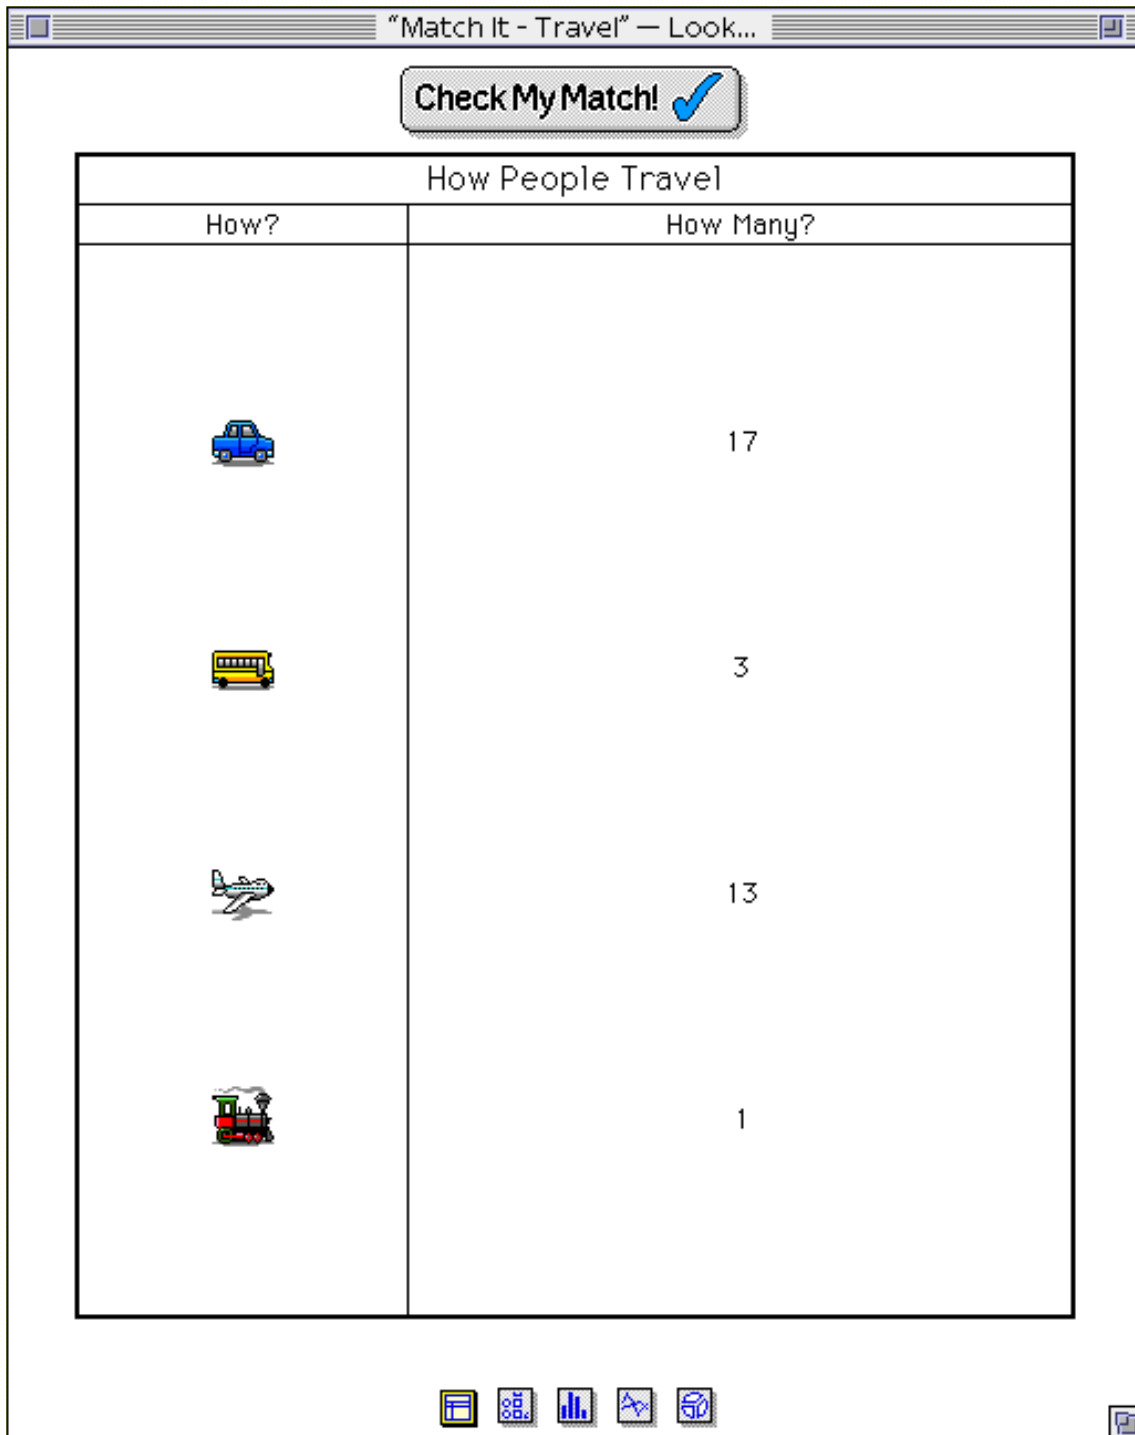 “Match It - Travel” — Look...
Check My Match!
How People Travel
How? How Many?
17
3
13
1